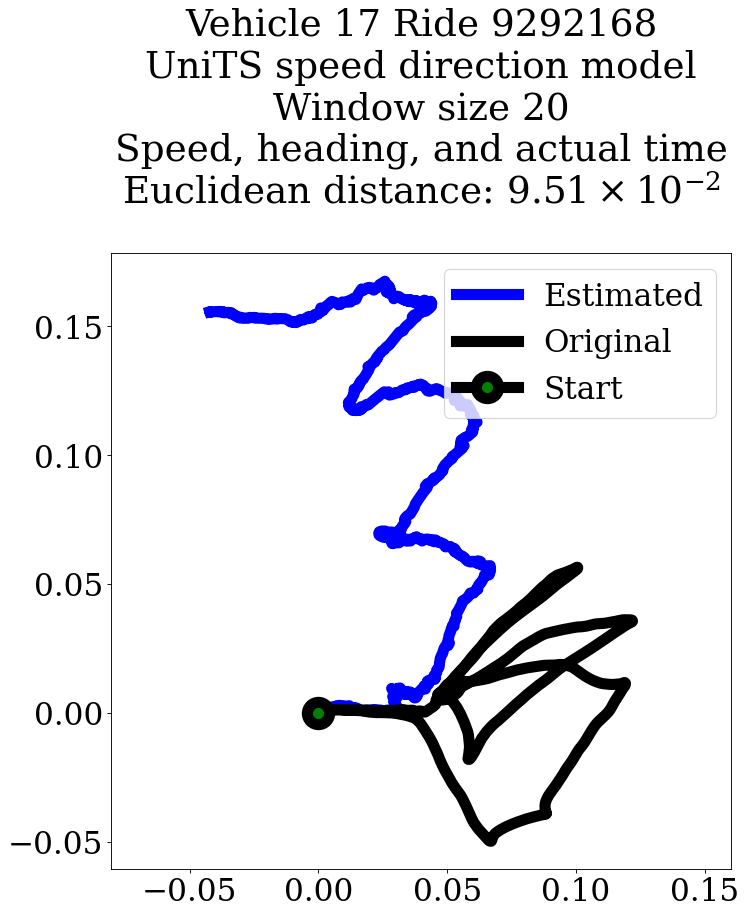 Vehicle 17 Ride 9292168
UniTS speed direction model
Window size 20
Speed, heading, and actual time
Euclidean distance: 9.51 × 10⁻²
Estimated
Original
Start
0.15
0.10
0.05
0.00
−0.05
−0.05 0.00 0.05 0.10 0.15